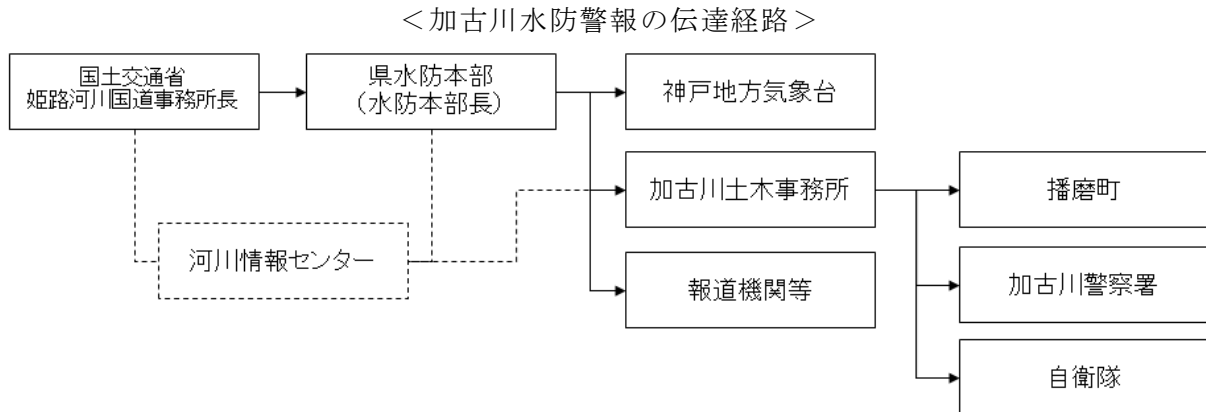 ＜加古川水防警報の伝達経路＞
国土交通省
姫路河川国道事務所長
県水防本部
（水防本部長）
神戸地方気象台
加古川土木事務所
播磨町
河川情報センター
報道機関等
加古川警察署
自衛隊